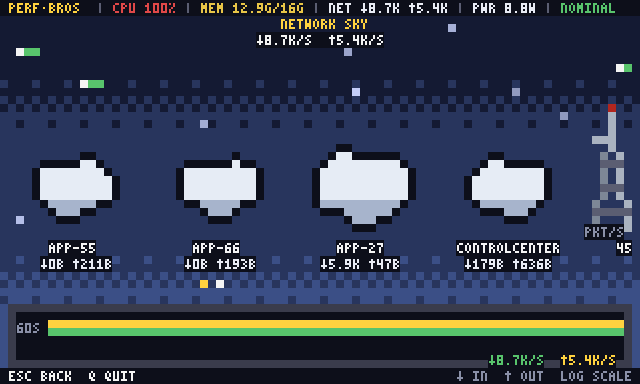 PERF·BROS | CPU 100% | MEM 12.9G/16G | NET ↓8.7K ↑5.4K | PWR 8.8W | NOMINAL
NETWORK SKY
↓8.7K/S ↑5.4K/S
PKT/S
45
APP-55 APP-66 APP-27 CONTROLCENTER
↓0B ↑211B ↓0B ↑193B ↓5.9K ↑47B ↓179B ↑636B
60S
↓8.7K/S ↑5.4K/S
ESC BACK Q QUIT ↓ IN ↑ OUT LOG SCALE